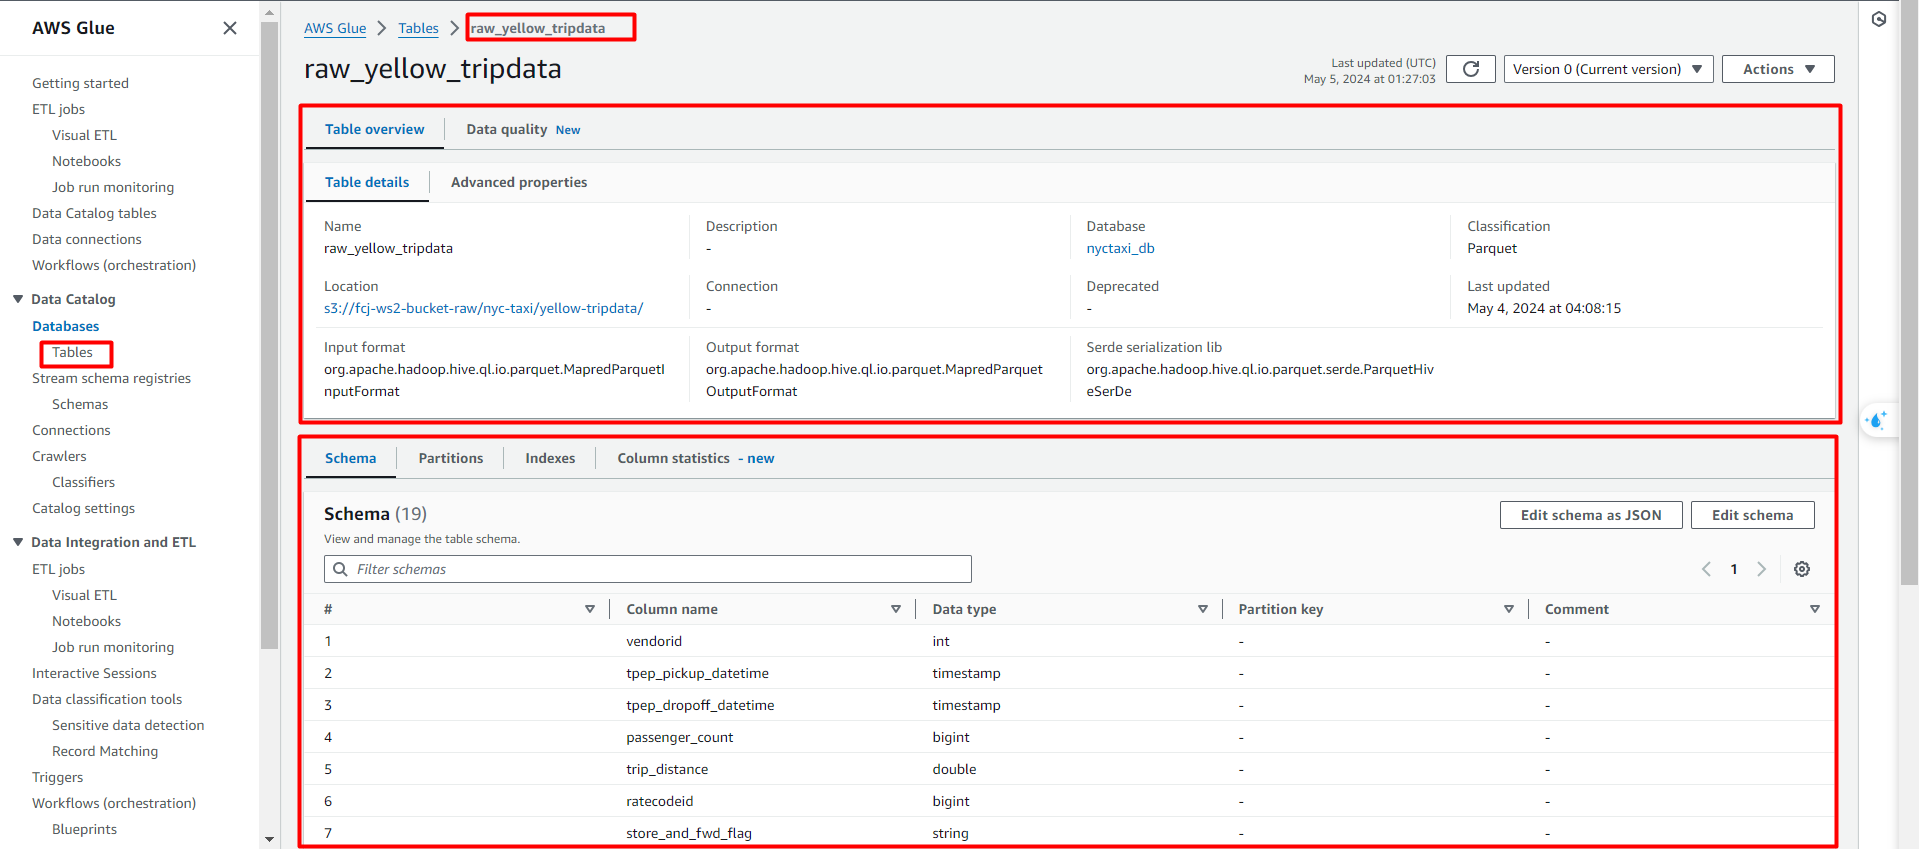 AWS Glue
Getting started
ETL jobs
Visual ETL
Notebooks
Job run monitoring
Data Catalog tables
Data connections
Workflows (orchestration)
Data Catalog
Databases
Tables
Stream schema registries
Schemas
Connections
Crawlers
Classifiers
Catalog settings
Data Integration and ETL
ETL jobs
Visual ETL
Notebooks
Job run monitoring
Interactive Sessions
Data classification tools
Sensitive data detection
Record Matching
Triggers
Workflows (orchestration)
Blueprints
AWS Glue Tables raw_yellow_tripdata
raw_yellow_tripdata
Last updated (UTC)
May 5, 2024 at 01:27:03
Version 0 (Current version) Actions
Table overview Data quality New
Table details Advanced properties
Name Description Database Classification
raw_yellow_tripdata - nyctaxi_db Parquet
Location Connection Deprecated Last updated
s3://fcj-ws2-bucket-raw/nyc-taxi/yellow-tripdata/ - - May 4, 2024 at 04:08:15
Input format Output format Serde serialization lib
org.apache.hadoop.hive.ql.io.parquet.MapredParquetI org.apache.hadoop.hive.ql.io.parquet.MapredParquet org.apache.hadoop.hive.ql.io.parquet.serde.ParquetHiv
nputFormat OutputFormat eSerDe
Schema Partitions Indexes Column statistics - new
Schema (19) Edit schema as JSON Edit schema
View and manage the table schema.
Filter schemas 1
# Column name Data type Partition key Comment
1 vendorid int - -
2 tpep_pickup_datetime timestamp - -
3 tpep_dropoff_datetime timestamp - -
4 passenger_count bigint - -
5 trip_distance double - -
6 ratecodeid bigint - -
7 store_and_fwd_flag string - -